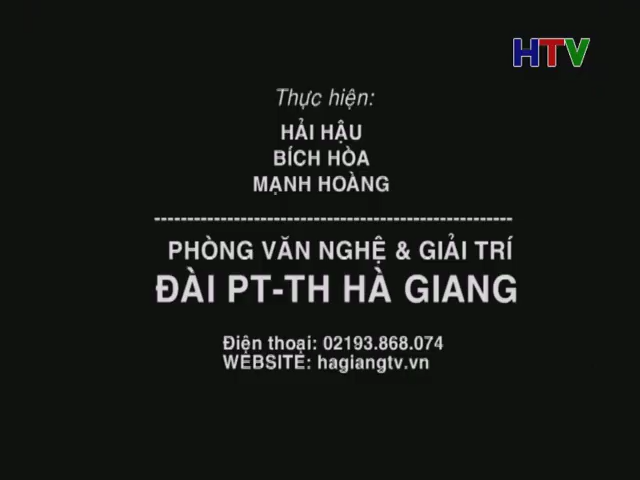 HTV
Thực hiện:
HẢI HẬU
BÍCH HÒA
MẠNH HOÀNG
------------------------------------------------------
PHÒNG VĂN NGHỆ & GIẢI TRÍ
ĐÀI PT-TH HÀ GIANG
Điện thoại: 02193.868.074
WEBSITE: hagiangtv.vn